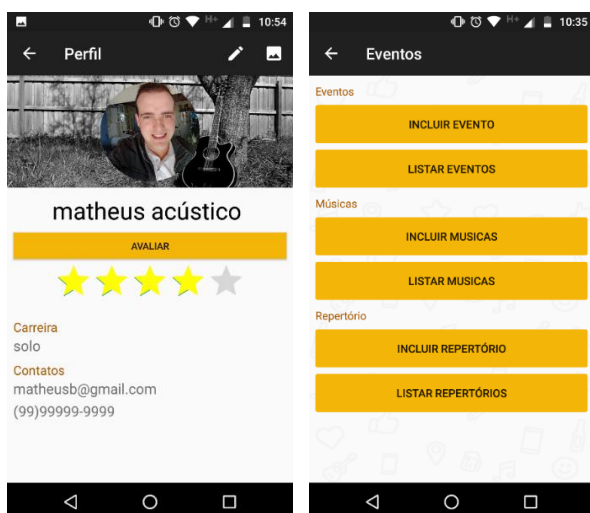 H+ 10:54
Perfil
matheus acústico
AVALIAR
Carreira
solo
Contatos
matheusb@gmail.com
(99)99999-9999
H+ 10:35
Eventos
Eventos
INCLUIR EVENTO
LISTAR EVENTOS
Músicas
INCLUIR MUSICAS
LISTAR MUSICAS
Repertório
INCLUIR REPERTÓRIO
LISTAR REPERTÓRIOS